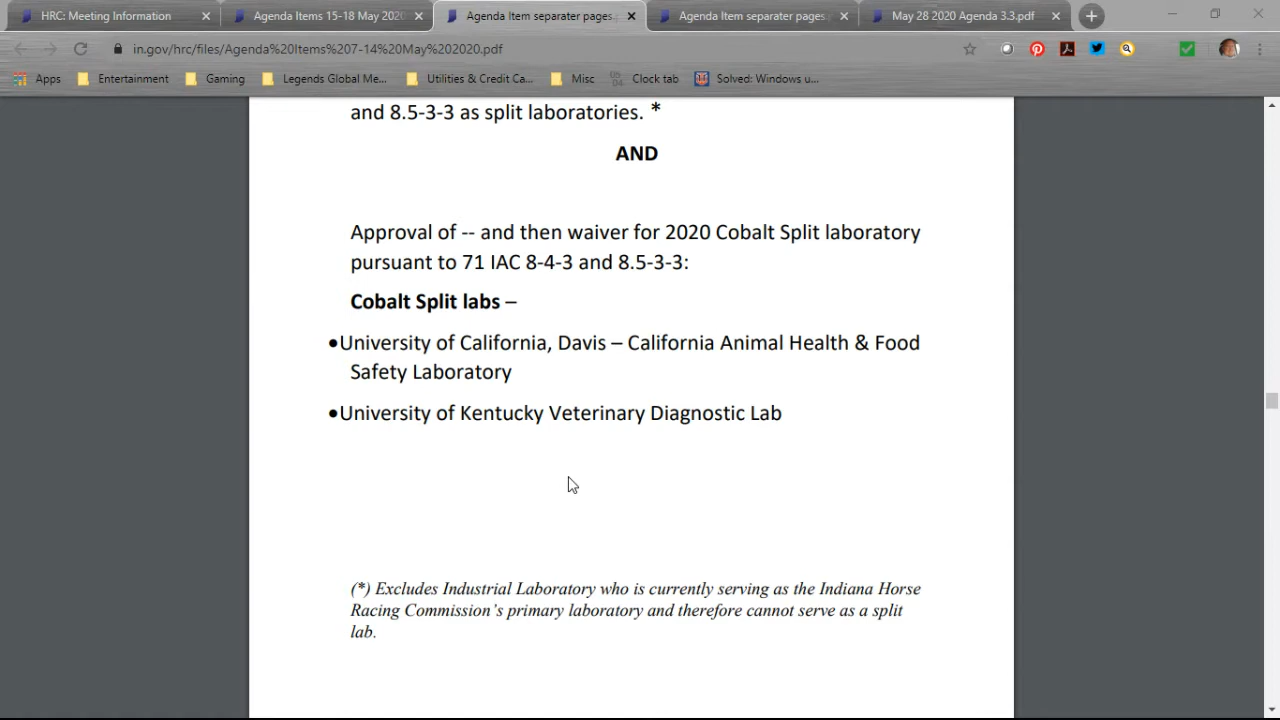 HRC: Meeting Information
Agenda Items 15-18 May 2020
Agenda Item separater pages.
Agenda Item separater pages.
May 28 2020 Agenda 3.3.pdf
in.gov/hrc/files/Agenda%20Items%207-14%20May%202020.pdf
Apps
Entertainment
Gaming
Legends Global Me...
Utilities & Credit Ca...
Misc
Clock tab
Solved: Windows u...
and 8.5-3-3 as split laboratories. *
AND
Approval of -- and then waiver for 2020 Cobalt Split laboratory
pursuant to 71 IAC 8-4-3 and 8.5-3-3:
Cobalt Split labs –
•University of California, Davis – California Animal Health & Food
Safety Laboratory
•University of Kentucky Veterinary Diagnostic Lab
(*) Excludes Industrial Laboratory who is currently serving as the Indiana Horse
Racing Commission’s primary laboratory and therefore cannot serve as a split
lab.